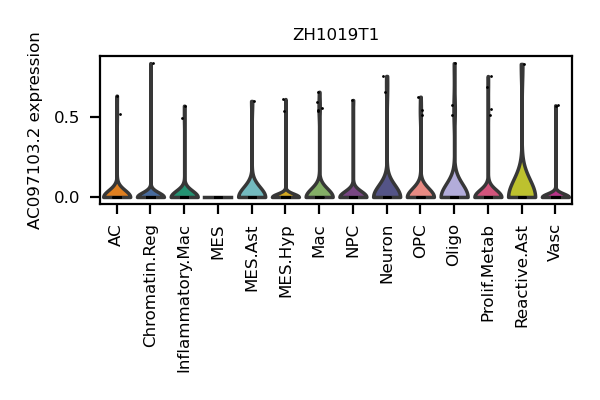 ZH1019T1
AC097103.2 expression
0.5
0.0
AC
Chromatin.Reg
Inflammatory.Mac
MES
MES.Ast
MES.Hyp
Mac
NPC
Neuron
OPC
Oligo
Prolif.Metab
Reactive.Ast
Vasc